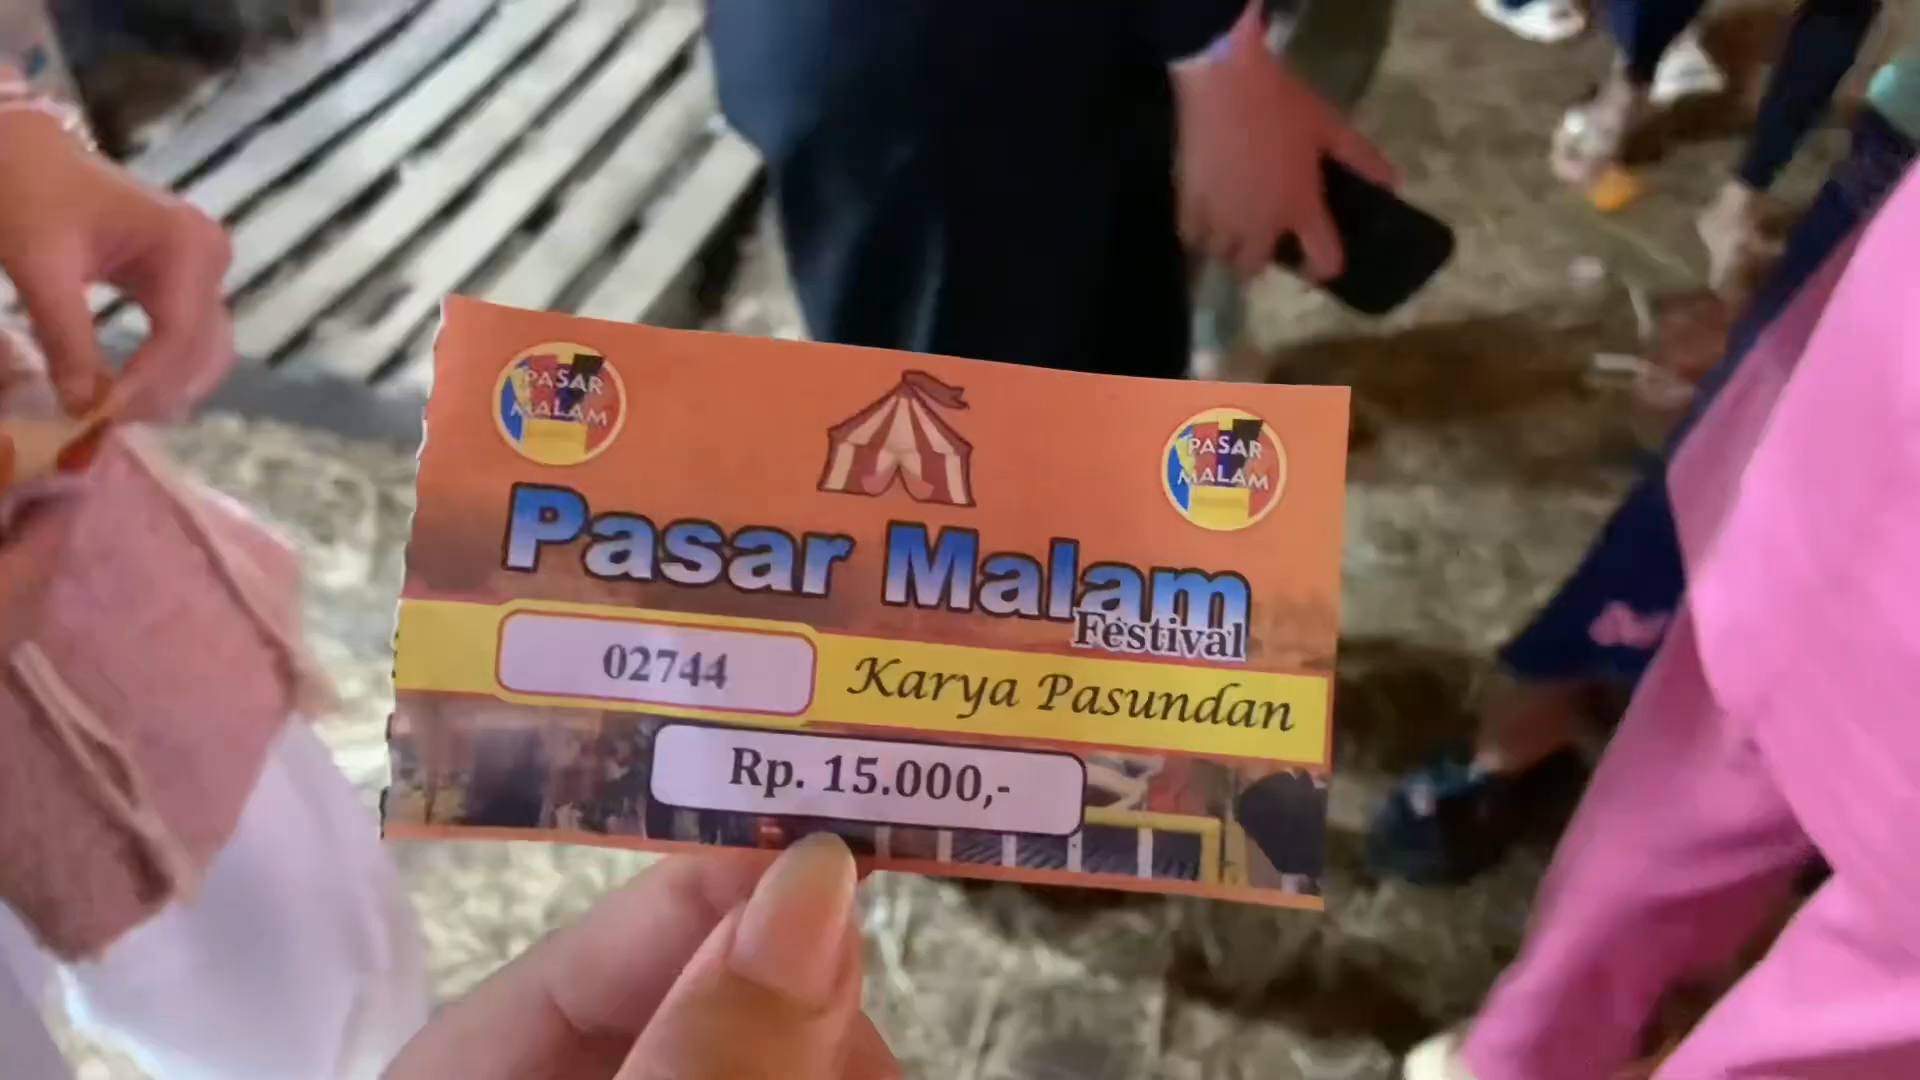 PASAR
MALAM
PASAR
MALAM
Pasar Malam
Festival
02744
Karya Pasundan
Rp. 15.000,-